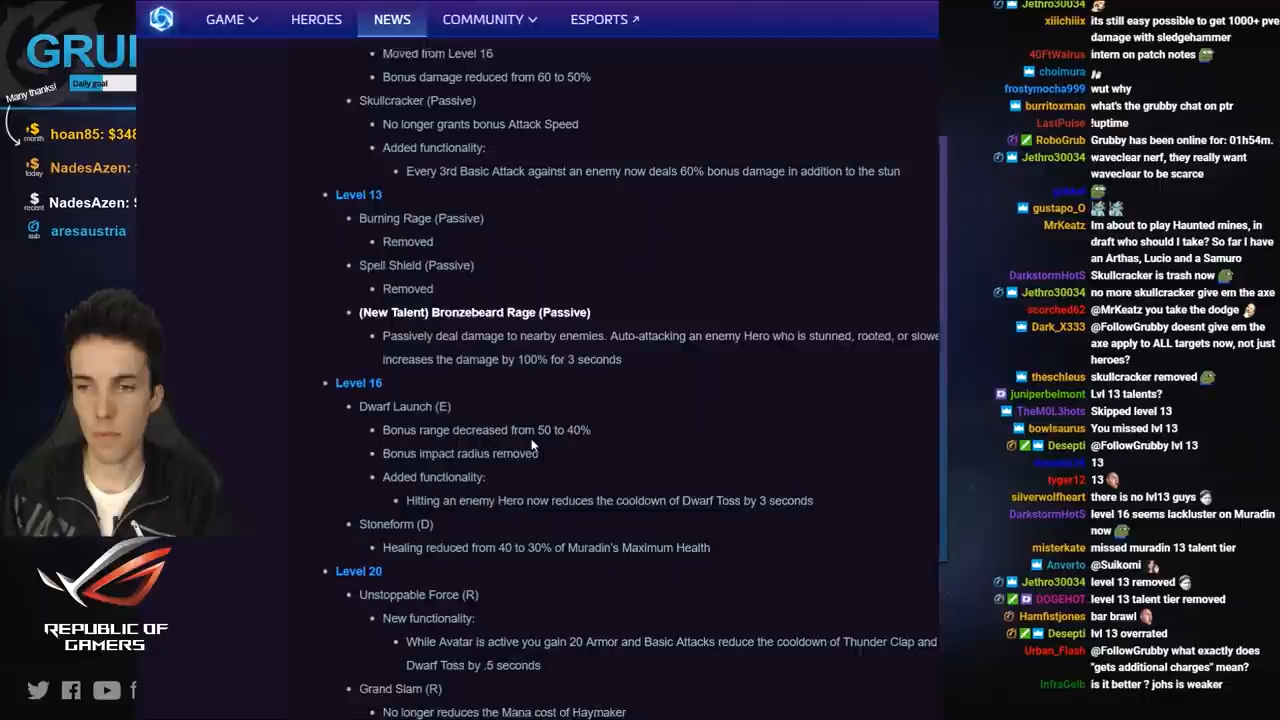 GAME
HEROES
NEWS
COMMUNITY
ESPORTS
GRU
Daily goal
Many thanks!
$ month hoan85: $348
$ today NadesAzen:
$ recent NadesAzen: $
sub aresaustria
Moved from Level 16
Bonus damage reduced from 60 to 50%
Skullcracker (Passive)
No longer grants bonus Attack Speed
Added functionality:
Every 3rd Basic Attack against an enemy now deals 60% bonus damage in addition to the stun
Level 13
Burning Rage (Passive)
Removed
Spell Shield (Passive)
Removed
(New Talent) Bronzebeard Rage (Passive)
Passively deal damage to nearby enemies. Auto-attacking an enemy Hero who is stunned, rooted, or slowe
increases the damage by 100% for 3 seconds
Level 16
Dwarf Launch (E)
Bonus range decreased from 50 to 40%
Bonus impact radius removed
Added functionality:
Hitting an enemy Hero now reduces the cooldown of Dwarf Toss by 3 seconds
Stoneform (D)
Healing reduced from 40 to 30% of Muradin's Maximum Health
Level 20
Unstoppable Force (R)
New functionality:
While Avatar is active you gain 20 Armor and Basic Attacks reduce the cooldown of Thunder Clap and
Dwarf Toss by .5 seconds
Grand Slam (R)
No longer reduces the Mana cost of Haymaker
REPUBLIC OF
GAMERS
Jethro30034
xiiichiiix its still easy possible to get 1000+ pve
damage with sledgehammer
40FtWalrus intern on patch notes
choimura
frostymocha999 wut why
burritoxman what's the grubby chat on ptr
LastPulse !uptime
RoboGrub Grubby has been online for: 01h54m.
Jethro30034 waveclear nerf, they really want
waveclear to be scarce
gustapo_O
MrKeatz Im about to play Haunted mines, in
draft who should I take? So far I have
an Arthas, Lucio and a Samuro
DarkstormHotS Skullcracker is trash now
Jethro30034 no more skullcracker give em the axe
scorched62 @MrKeatz you take the dodge
Dark_X333 @FollowGrubby doesnt give em the
axe apply to ALL targets now, not just
heroes?
theschleus skullcracker removed
juniperbelmont Lvl 13 talents?
TheM0L3hots Skipped level 13
bowlsaurus You missed lvl 13
Desepti @FollowGrubby lvl 13
13
tyger12 13
silverwolfheart there is no lvl13 guys
DarkstormHotS level 16 seems lackluster on Muradin
now
misterkate missed muradin 13 talent tier
Anverto @Suikomi
Jethro30034 level 13 removed
DOGEHOT level 13 talent tier removed
Hamfistjones bar brawl
Desepti lvl 13 overrated
Urban_Flash @FollowGrubby what exactly does
"gets additional charges" mean?
InfraGelb is it better ? johs is weaker